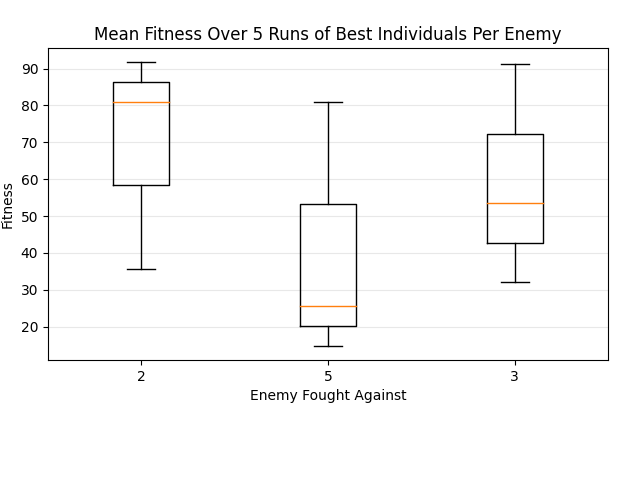 Mean Fitness Over 5 Runs of Best Individuals Per Enemy
90
80
70
60
50
40
30
20
Fitness
2 5 3
Enemy Fought Against